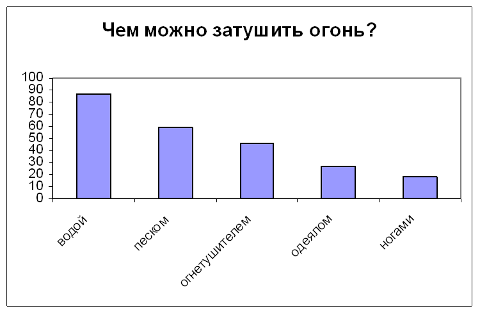 Чем можно затушить огонь?
100
90
80
70
60
50
40
30
20
10
0
водой
песком
огнетушителем
одеялом
ногами